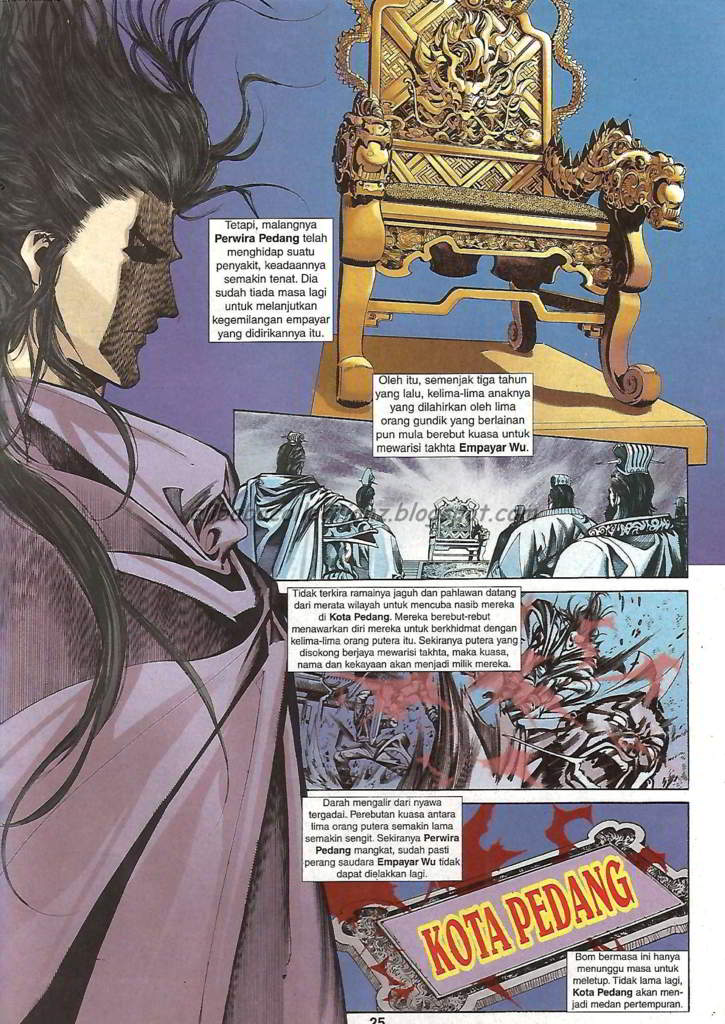 Tetapi, malangnya
Perwira Pedang telah
menghidap suatu
penyakit, keadaannya
semakin tenat. Dia
sudah tiada masa lagi
untuk melanjutkan
kegemilangan empayar
yang didirikannya itu.
Oleh itu, semenjak tiga tahun
yang lalu, kelima-lima anaknya
yang dilahirkan oleh lima
orang gundik yang berlainan
pun mula berebut kuasa untuk
mewarisi takhta Empayar Wu.
Tidak terkira ramainya jaguh dan pahlawan datang
dari merata wilayah untuk mencuba nasib mereka
di Kota Pedang. Mereka berebut-rebut
menawarkan diri mereka untuk berkhidmat dengan
kelima-lima orang putera itu. Sekiranya putera yang
disokong berjaya mewarisi takhta, maka kuasa,
nama dan kekayaan akan menjadi milik mereka.
Darah mengalir dari nyawa
tergadai. Perebutan kuasa antara
lima orang putera semakin lama
semakin sengit. Sekiranya Perwira
Pedang mangkat, sudah pasti
perang saudara Empayar Wu tidak
dapat dielakkan lagi.
KOTA PEDANG
Bom bermasa ini hanya
menunggu masa untuk
meletup. Tidak lama lagi,
Kota Pedang akan men-
jadi medan pertempuran.
25